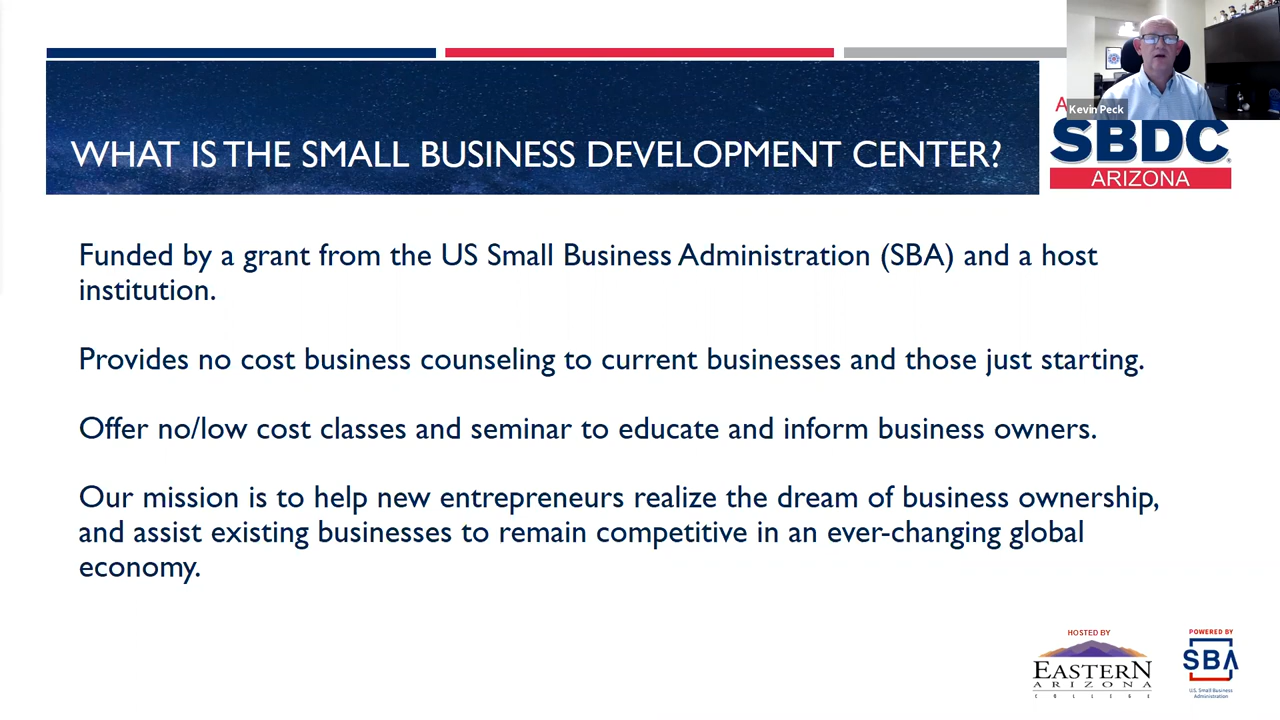 WHAT IS THE SMALL BUSINESS DEVELOPMENT CENTER?
Kevin Peck
SBDC
ARIZONA
Funded by a grant from the US Small Business Administration (SBA) and a host
institution.
Provides no cost business counseling to current businesses and those just starting.
Offer no/low cost classes and seminar to educate and inform business owners.
Our mission is to help new entrepreneurs realize the dream of business ownership,
and assist existing businesses to remain competitive in an ever-changing global
economy.
HOSTED BY
EASTERN
ARIZONA
COLLEGE
POWERED BY
SBA
U.S. Small Business
Administration